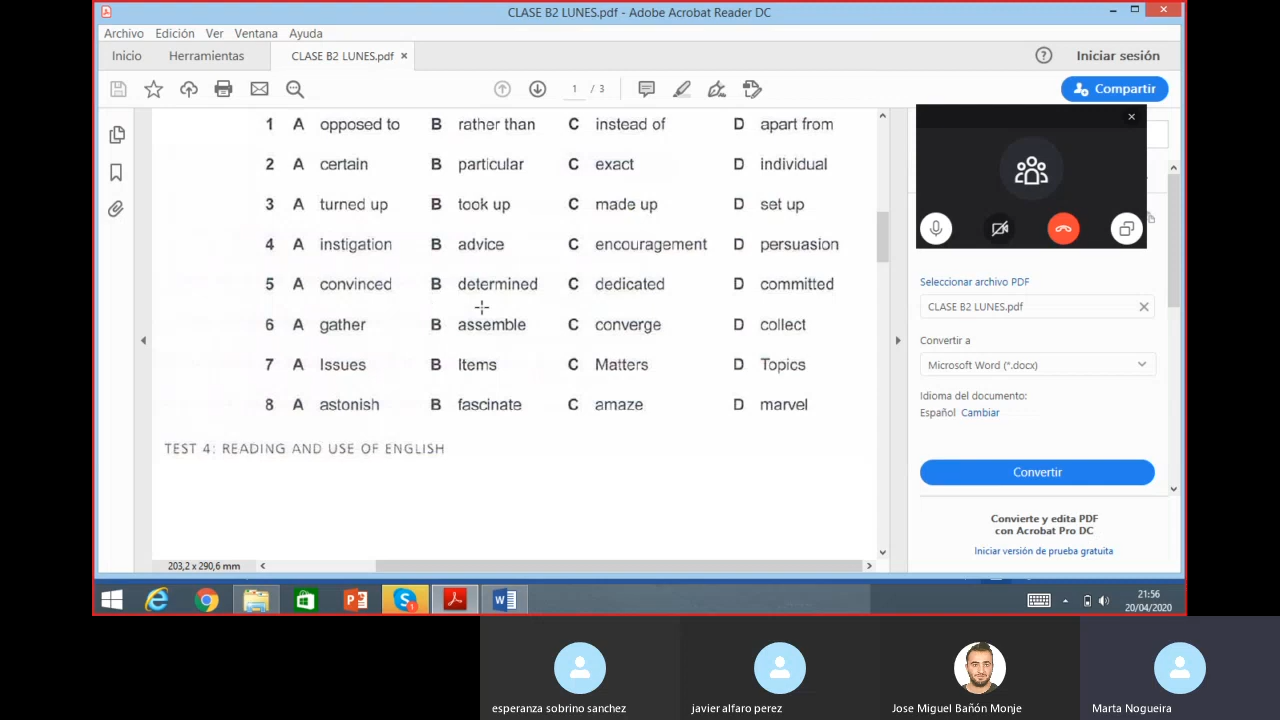 CLASE B2 LUNES.pdf - Adobe Acrobat Reader DC
Archivo Edición Ver Ventana Ayuda
Inicio Herramientas CLASE B2 LUNES.pdf × Iniciar sesión
1 / 3 Compartir
1 A opposed to B rather than C instead of D apart from
2 A certain B particular C exact D individual
3 A turned up B took up C made up D set up
4 A instigation B advice C encouragement D persuasion
5 A convinced B determined C dedicated D committed
6 A gather B assemble C converge D collect
7 A Issues B Items C Matters D Topics
8 A astonish B fascinate C amaze D marvel
TEST 4: READING AND USE OF ENGLISH
203,2 x 290,6 mm
Seleccionar archivo PDF
CLASE B2 LUNES.pdf
Convertir a
Microsoft Word (*.docx)
Idioma del documento:
Español Cambiar
Convertir
Convierte y edita PDF
con Acrobat Pro DC
Iniciar versión de prueba gratuita
21:56
20/04/2020
esperanza sobrino sanchez javier alfaro perez Jose Miguel Bañón Monje Marta Nogueira